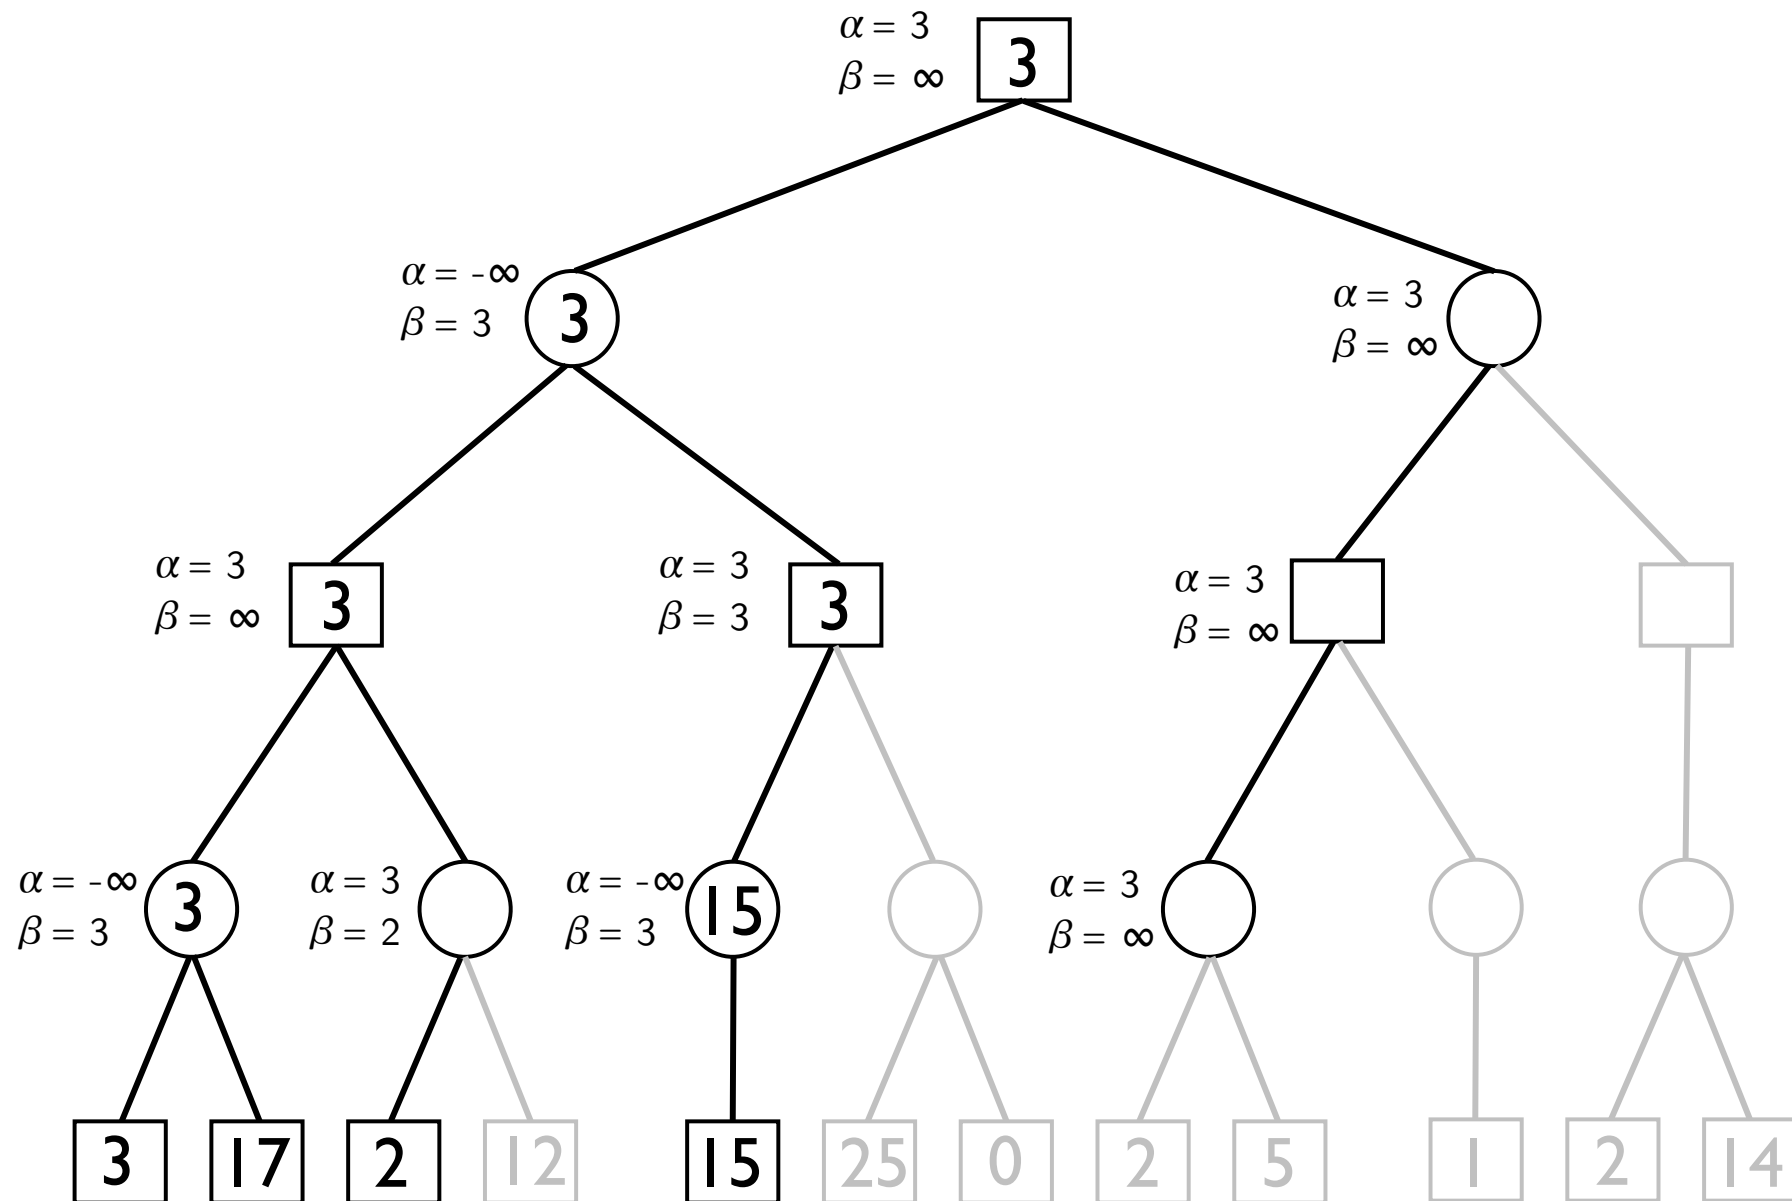 α = 3
β = ∞
3
α = -∞
β = 3
3
α = 3
β = ∞
α = 3
β = ∞
3
α = 3
β = 3
3
α = 3
β = ∞
α = -∞
β = 3
3
α = 3
β = 2
α = -∞
β = 3
15
α = 3
β = ∞
3 17 2 12 15 25 0 2 5 1 2 14